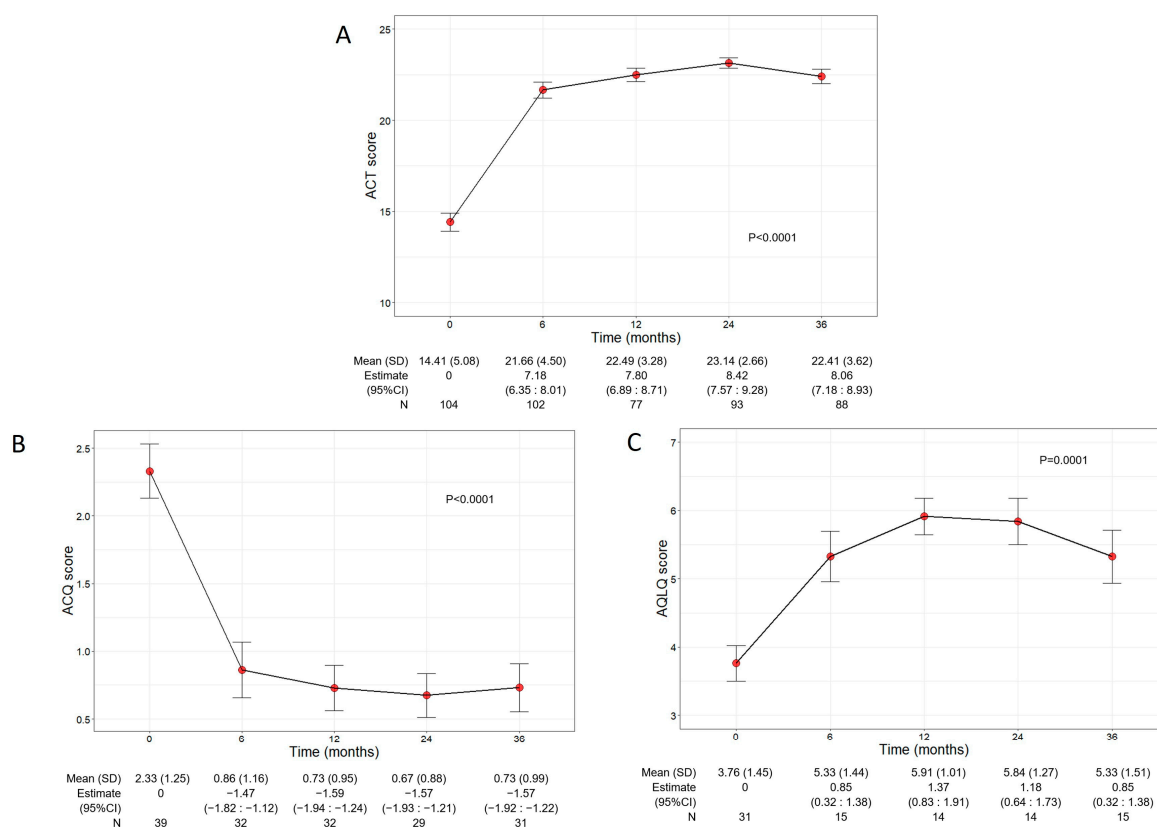 A
25
20
15
10
ACT score
P<0.0001
0 6 12 24 36
Time (months)
Mean (SD) 14.41 (5.08) 21.66 (4.50) 22.49 (3.28) 23.14 (2.66) 22.41 (3.62)
Estimate 0 7.18 7.80 8.42 8.06
(95%CI) (6.35 : 8.01) (6.89 : 8.71) (7.57 : 9.28) (7.18 : 8.93)
N 104 102 77 93 88
B
2.5
2.0
1.5
1.0
0.5
ACQ score
P<0.0001
0 6 12 24 36
Time (months)
Mean (SD) 2.33 (1.25) 0.86 (1.16) 0.73 (0.95) 0.67 (0.88) 0.73 (0.99)
Estimate 0 −1.47 −1.59 −1.57 −1.57
(95%CI) (−1.82 : −1.12) (−1.94 : −1.24) (−1.93 : −1.21) (−1.92 : −1.22)
N 39 32 32 29 31
C
7
6
5
4
3
AQLQ score
P=0.0001
0 6 12 24 36
Time (months)
Mean (SD) 3.76 (1.45) 5.33 (1.44) 5.91 (1.01) 5.84 (1.27) 5.33 (1.51)
Estimate 0 0.85 1.37 1.18 0.85
(95%CI) (0.32 : 1.38) (0.83 : 1.91) (0.64 : 1.73) (0.32 : 1.38)
N 31 15 14 14 15